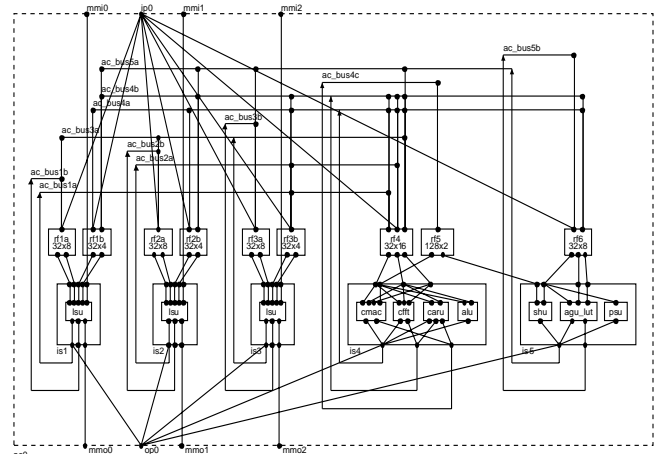 mmi0 ip0 mmi1 mmi2
ac_bus5b
ac_bus5a
ac_bus4c
ac_bus4b
ac_bus4a
ac_bus3b
ac_bus3a
ac_bus2b
ac_bus2a
ac_bus1b
ac_bus1a
rf1a rf1b rf2a rf2b rf3a rf3b rf4 rf5 rf6
32x8 32x4 32x8 32x4 32x8 32x4 32x16 128x2 32x8
lsu lsu lsu cmac cfft caru alu shu agu_lut psu
is1 is2 is3 is4 is5
mmo0 op0 mmo1 mmo2